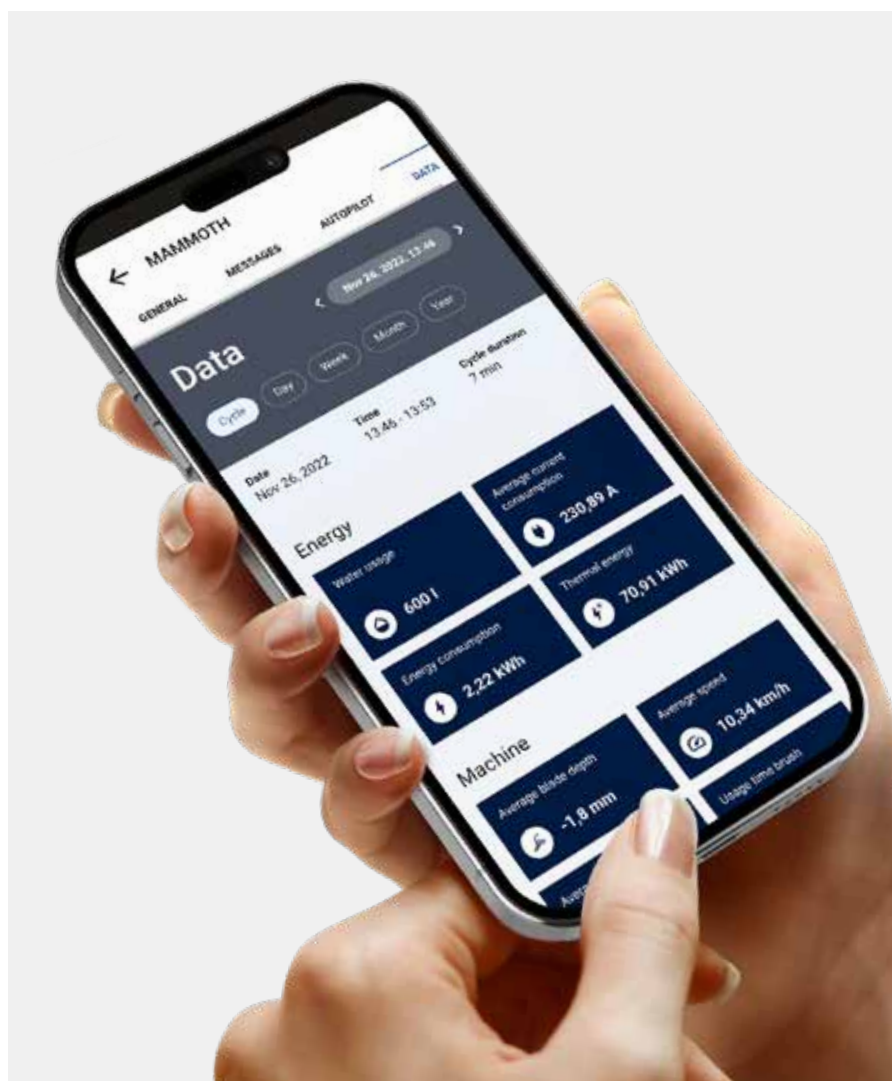 MAMMOTH
GENERAL MESSAGES AUTOPILOT DATA
Nov 26, 2022, 13:46
Data
Cycle Day Week Month Year
Date Time Cycle duration
Nov 26, 2022 13:46 - 13:53 7 min
Energy
Water usage
600 l
Average current
consumption
230,89 A
Energy consumption
2,22 kWh
Thermal energy
70,91 kWh
Machine
Average blade depth
-1,8 mm
Average speed
10,34 km/h
Usage time brush